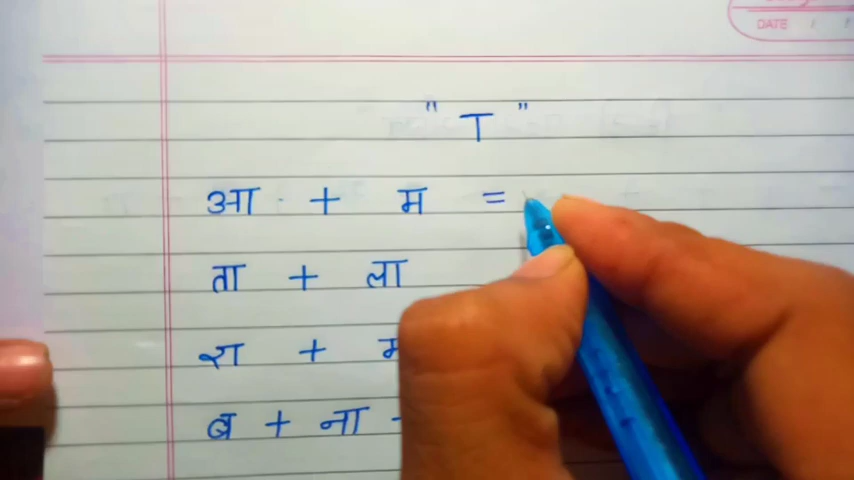 DATE / /
" T "
आ + म =
ता + ला
रा + म
ब + ना